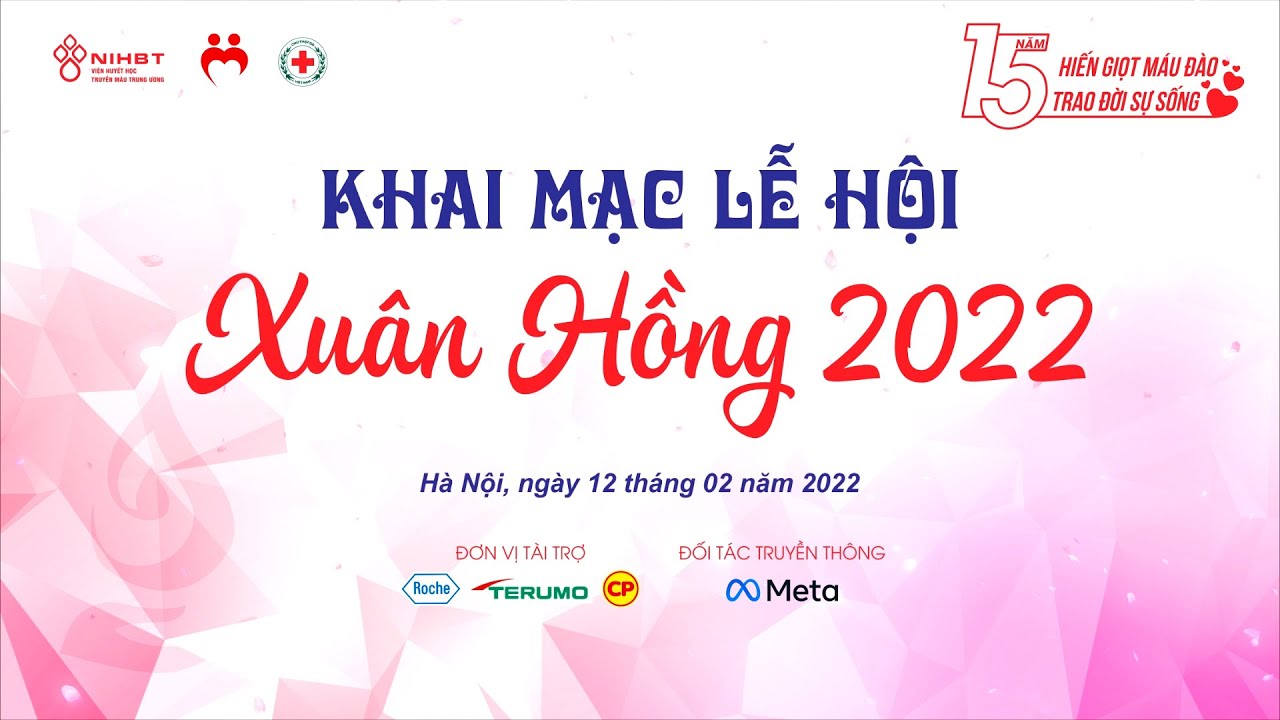 NIHBT
VIỆN HUYẾT HỌC
TRUYỀN MÁU TRUNG ƯƠNG
15 NĂM
HIẾN GIỌT MÁU ĐÀO
TRAO ĐỜI SỰ SỐNG
KHAI MẠC LỄ HỘI
Xuân Hồng 2022
Hà Nội, ngày 12 tháng 02 năm 2022
ĐƠN VỊ TÀI TRỢ
Roche TERUMO CP
ĐỐI TÁC TRUYỀN THÔNG
Meta